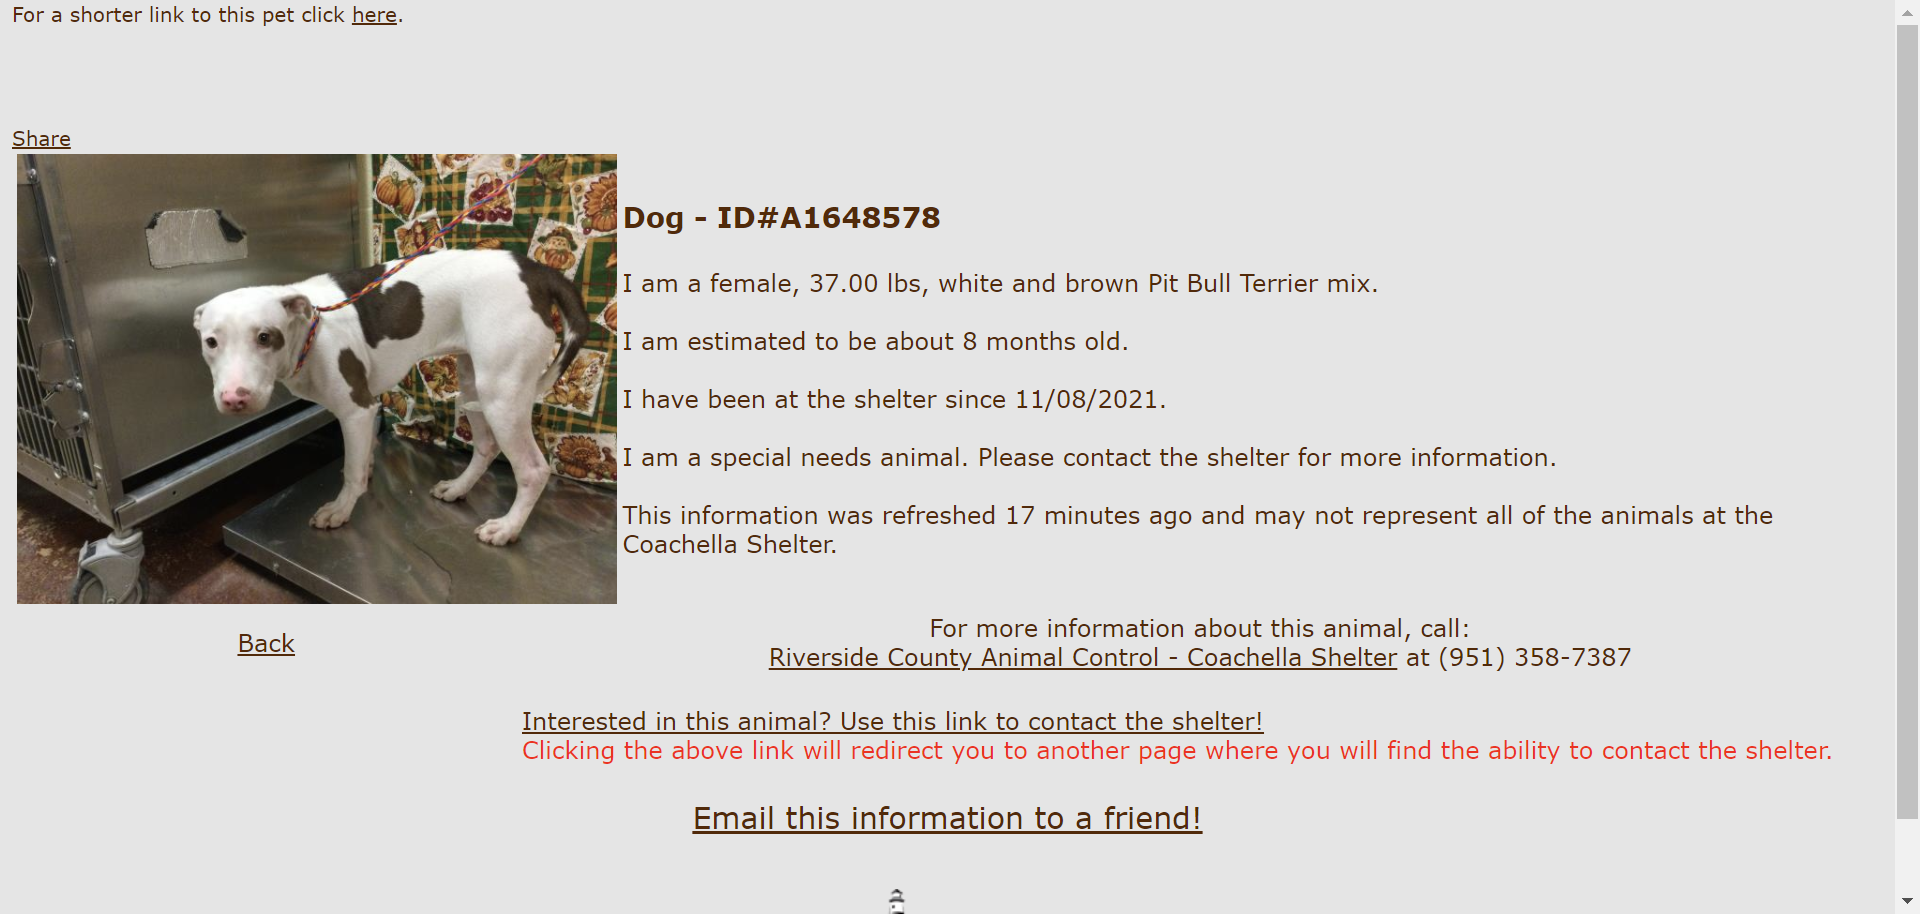 For a shorter link to this pet click here.
Share
Dog - ID#A1648578
I am a female, 37.00 lbs, white and brown Pit Bull Terrier mix.
I am estimated to be about 8 months old.
I have been at the shelter since 11/08/2021.
I am a special needs animal. Please contact the shelter for more information.
This information was refreshed 17 minutes ago and may not represent all of the animals at the
Coachella Shelter.
Back
For more information about this animal, call:
Riverside County Animal Control - Coachella Shelter at (951) 358-7387
Interested in this animal? Use this link to contact the shelter!
Clicking the above link will redirect you to another page where you will find the ability to contact the shelter.
Email this information to a friend!